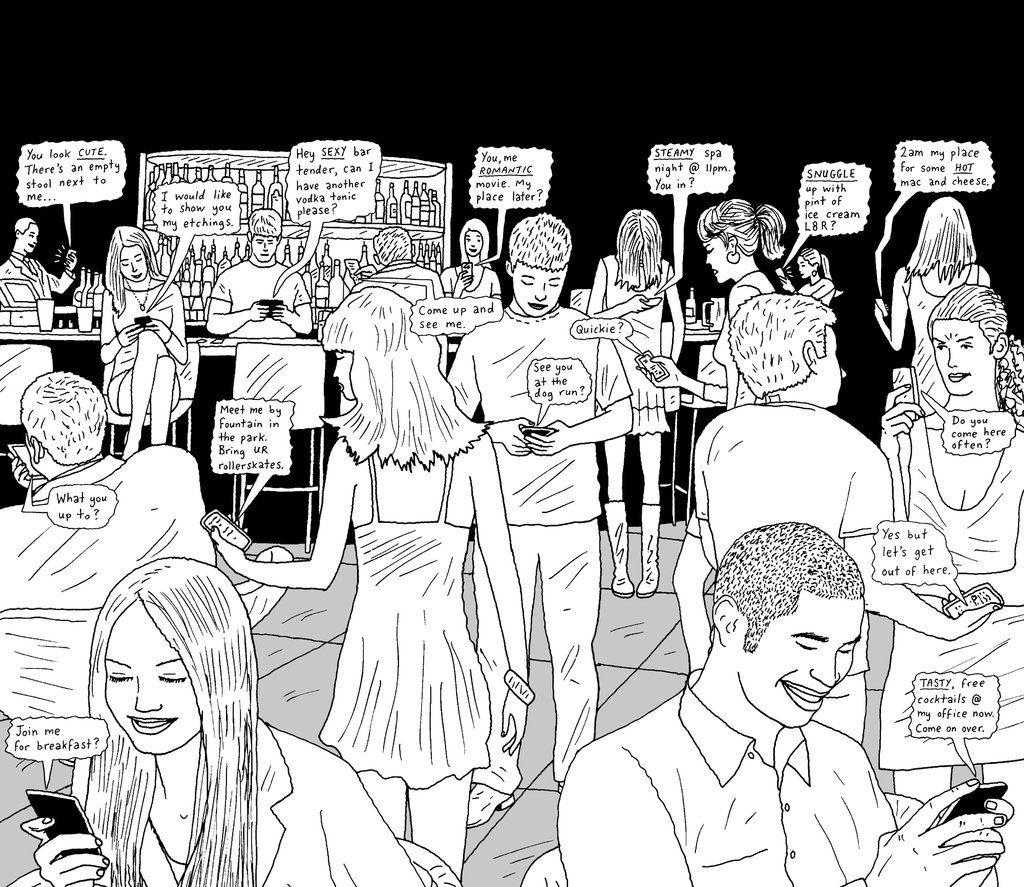 You look CUTE.
There's an empty
stool next to
me...
I would like
to show you
my etchings.
Hey SEXY bar
tender, can I
have another
vodka tonic
please?
You, me
ROMANTIC
movie. My
place later?
STEAMY spa
night @ 11pm.
You in?
SNUGGLE
up with
pint of
ice cream
L8R?
2am my place
for some HOT
mac and cheese.
Come up and
see me.
Quickie?
See you
at the
dog run?
Meet me by
fountain in
the park.
Bring UR
rollerskates.
Do you
come here
often?
What you
up to?
Yes but
let's get
out of here.
Join me
for breakfast?
TASTY, free
cocktails @
my office now.
Come on over.